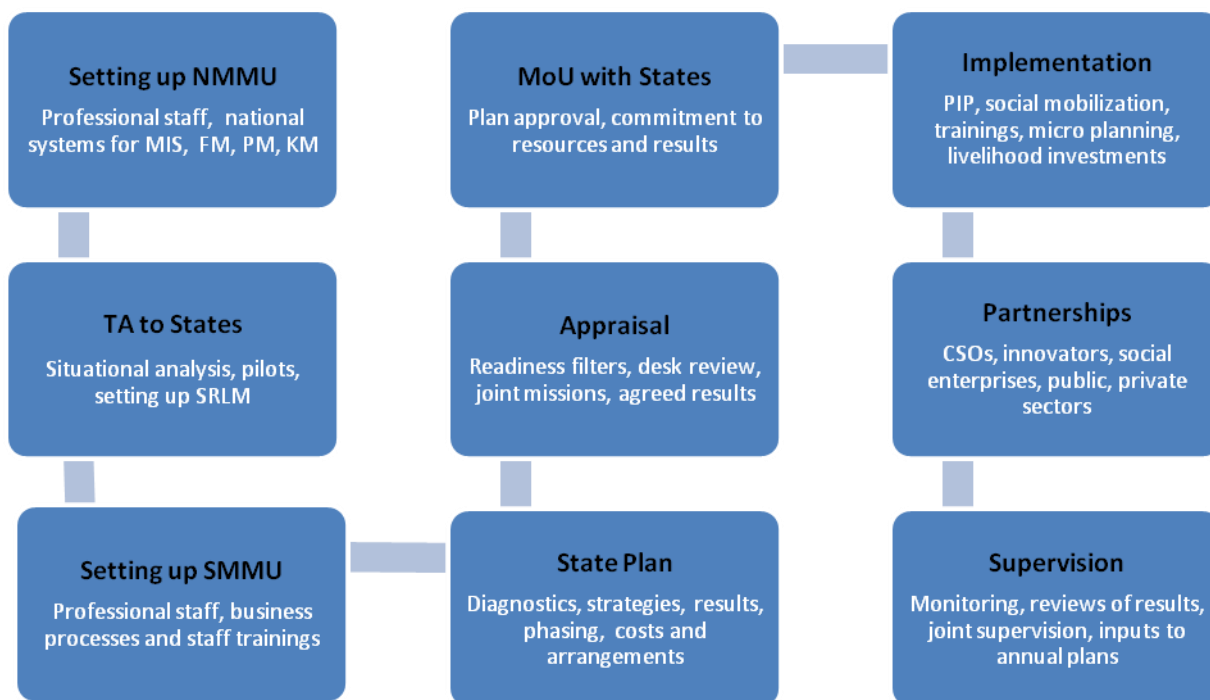 Setting up NMMU
Professional staff, national
systems for MIS, FM, PM, KM
TA to States
Situational analysis, pilots,
setting up SRLM
Setting up SMMU
Professional staff, business
processes and staff trainings
State Plan
Diagnostics, strategies, results,
phasing, costs and
arrangements
Appraisal
Readiness filters, desk review,
joint missions, agreed results
MoU with States
Plan approval, commitment to
resources and results
Implementation
PIP, social mobilization,
trainings, micro planning,
livelihood investments
Partnerships
CSOs, innovators, social
enterprises, public, private
sectors
Supervision
Monitoring, reviews of results,
joint supervision, inputs to
annual plans